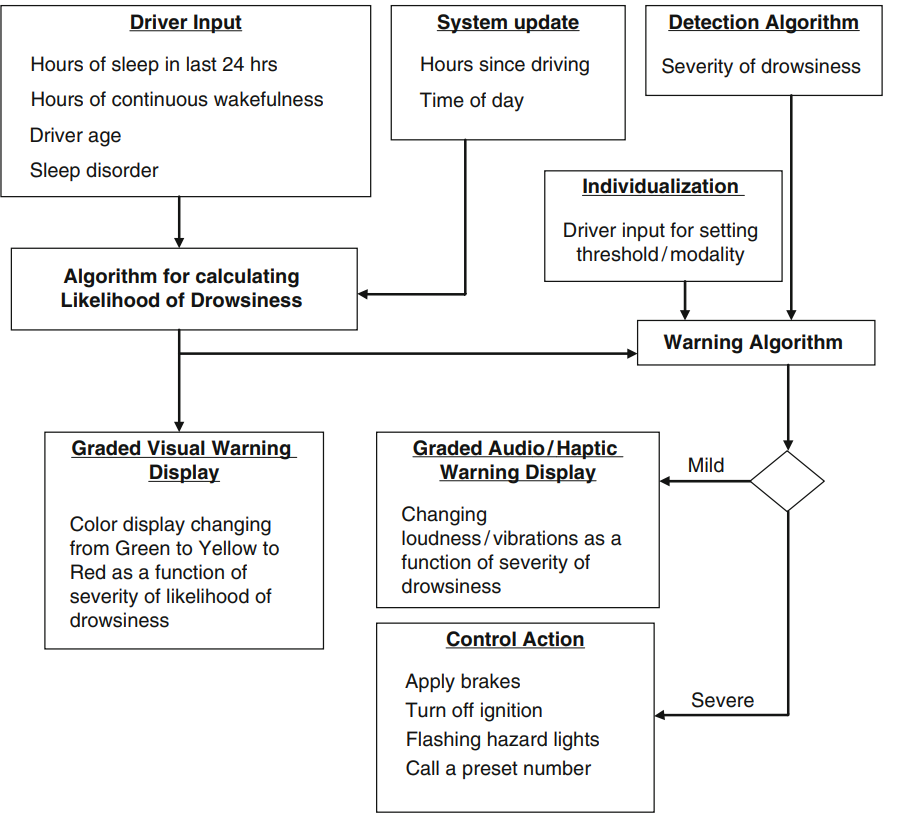 Driver Input
Hours of sleep in last 24 hrs
Hours of continuous wakefulness
Driver age
Sleep disorder
System update
Hours since driving
Time of day
Detection Algorithm
Severity of drowsiness
Individualization
Driver input for setting
threshold/modality
Algorithm for calculating
Likelihood of Drowsiness
Warning Algorithm
Graded Visual Warning
Display
Color display changing
from Green to Yellow to
Red as a function of
severity of likelihood of
drowsiness
Graded Audio/Haptic
Warning Display
Changing
loudness/vibrations as a
function of severity of
drowsiness
Mild
Control Action
Apply brakes
Turn off ignition
Flashing hazard lights
Call a preset number
Severe